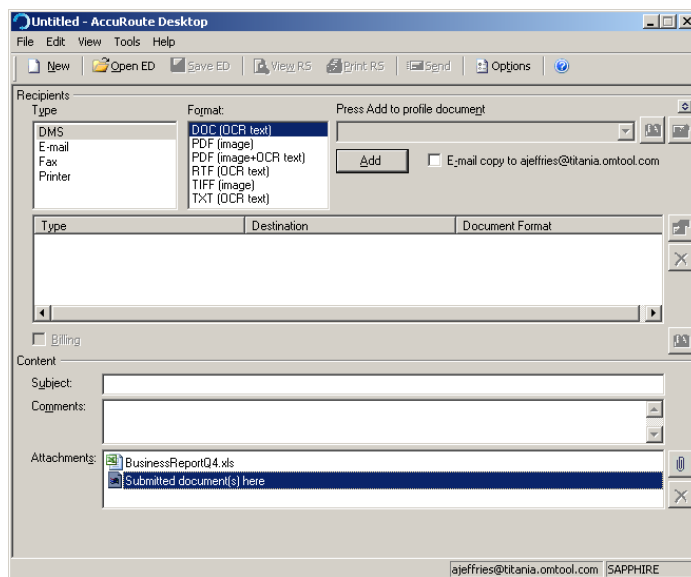 Untitled - AccuRoute Desktop
File Edit View Tools Help
New Open ED Save ED View RS Print RS Send Options
Recipients
Type Format: Press Add to profile document
DMS DOC (OCR text)
E-mail PDF (image)
Fax PDF (image+OCR text)
Printer RTF (OCR text)
TIFF (image)
TXT (OCR text)
Add E-mail copy to ajeffries@titania.omtool.com
Type Destination Document Format
Billing
Content
Subject:
Comments:
Attachments: BusinessReportQ4.xls
Submitted document(s) here
ajeffries@titania.omtool.com SAPPHIRE